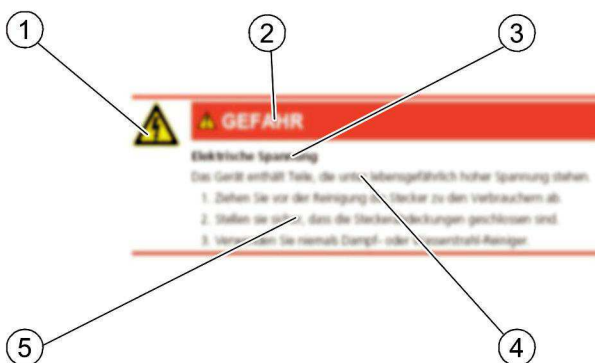 1
2
3
GEFAHR
Elektrische Spannung
Das Gerät enthält Teile, die unter lebensgefährlich hoher Spannung stehen.
1. Ziehen Sie vor der Reinigung die Stecker zu den Verbrauchern ab.
2. Stellen sie sicher, dass die Steckerabdeckungen geschlossen sind.
3. Verwenden Sie niemals Dampf- oder Wasserstrahl-Reiniger.
5
4